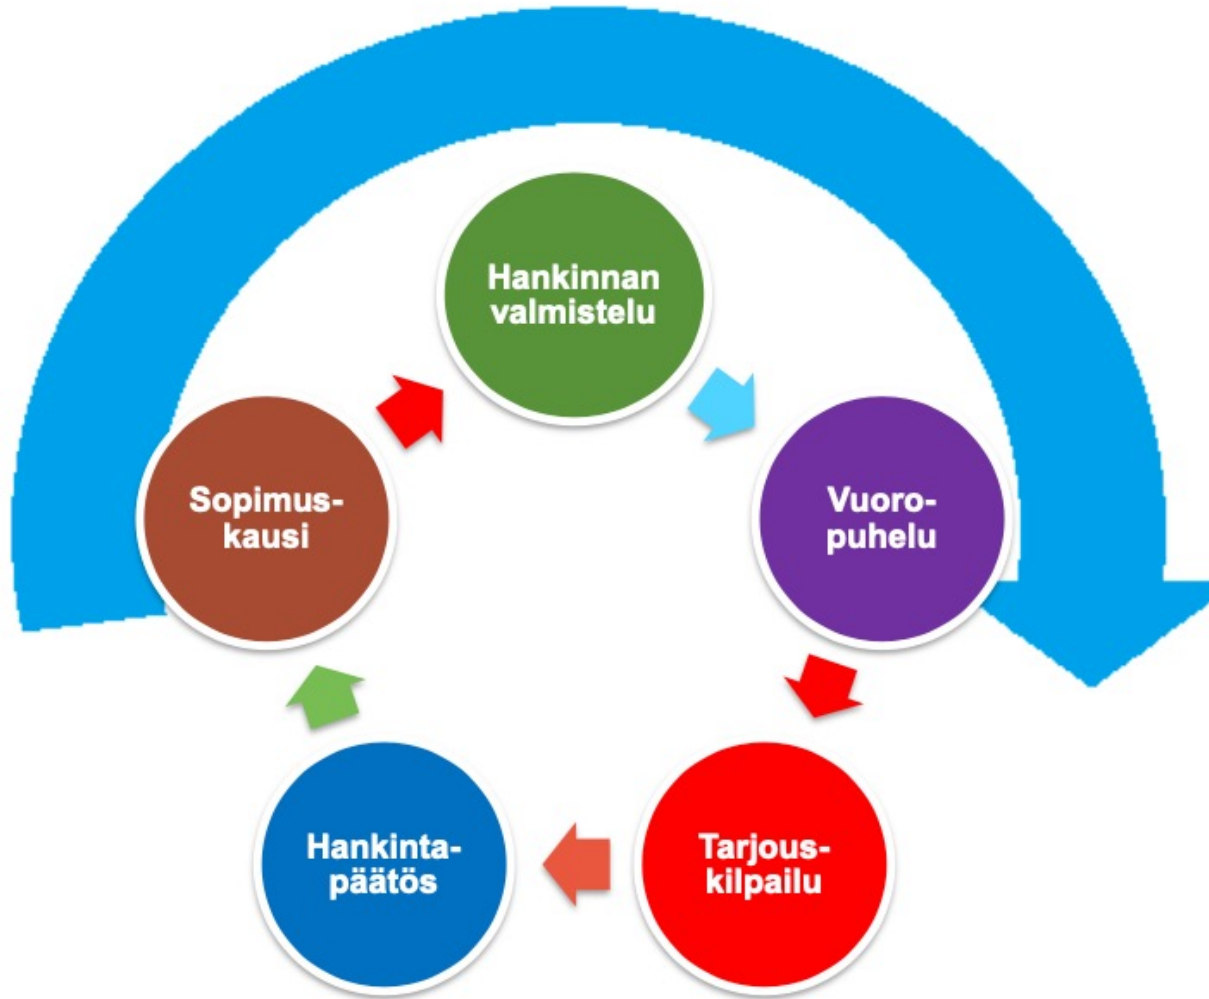 Hankinnan
valmistelu
Vuoro-
puhelu
Tarjous-
kilpailu
Hankinta-
päätös
Sopimus-
kausi